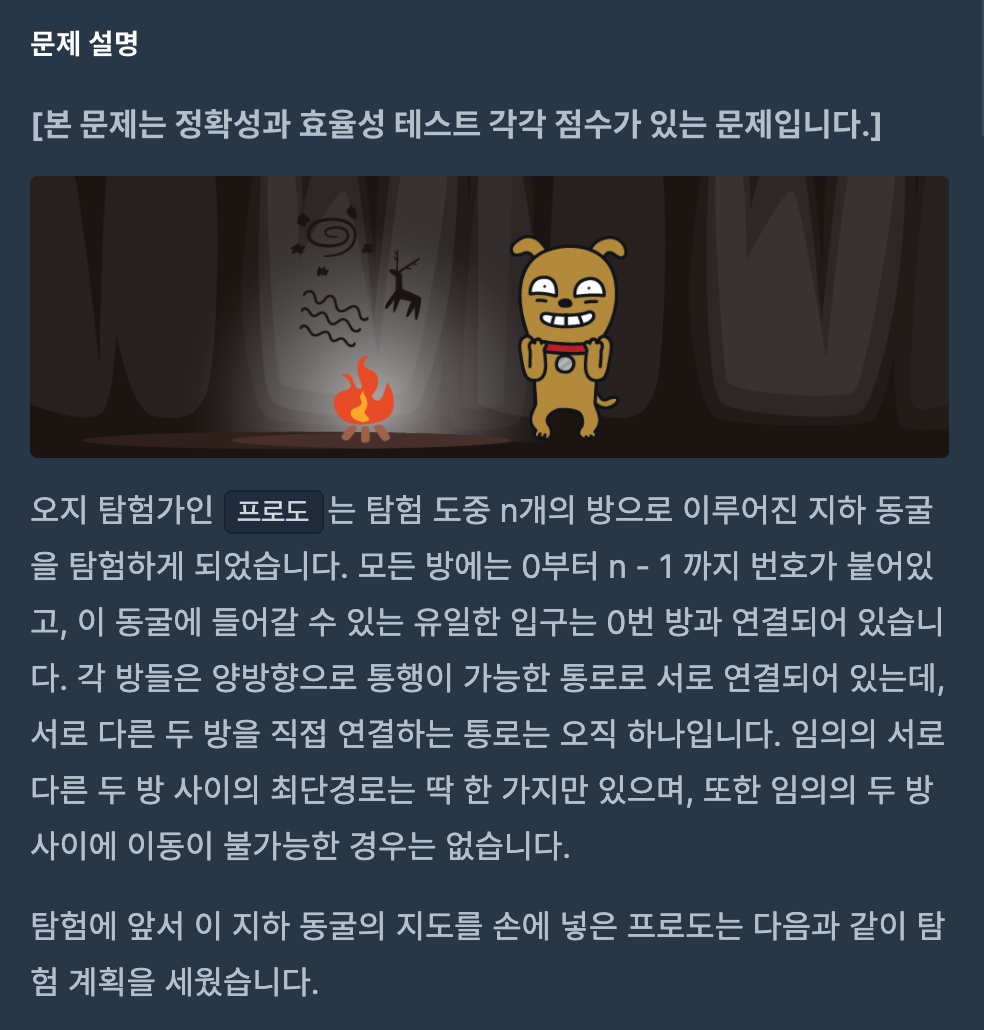 문제 설명
[본 문제는 정확성과 효율성 테스트 각각 점수가 있는 문제입니다.]
오지 탐험가인 프로도 는 탐험 도중 n개의 방으로 이루어진 지하 동굴
을 탐험하게 되었습니다. 모든 방에는 0부터 n - 1 까지 번호가 붙어있
고, 이 동굴에 들어갈 수 있는 유일한 입구는 0번 방과 연결되어 있습니
다. 각 방들은 양방향으로 통행이 가능한 통로로 서로 연결되어 있는데,
서로 다른 두 방을 직접 연결하는 통로는 오직 하나입니다. 임의의 서로
다른 두 방 사이의 최단경로는 딱 한 가지만 있으며, 또한 임의의 두 방
사이에 이동이 불가능한 경우는 없습니다.
탐험에 앞서 이 지하 동굴의 지도를 손에 넣은 프로도는 다음과 같이 탐
험 계획을 세웠습니다.